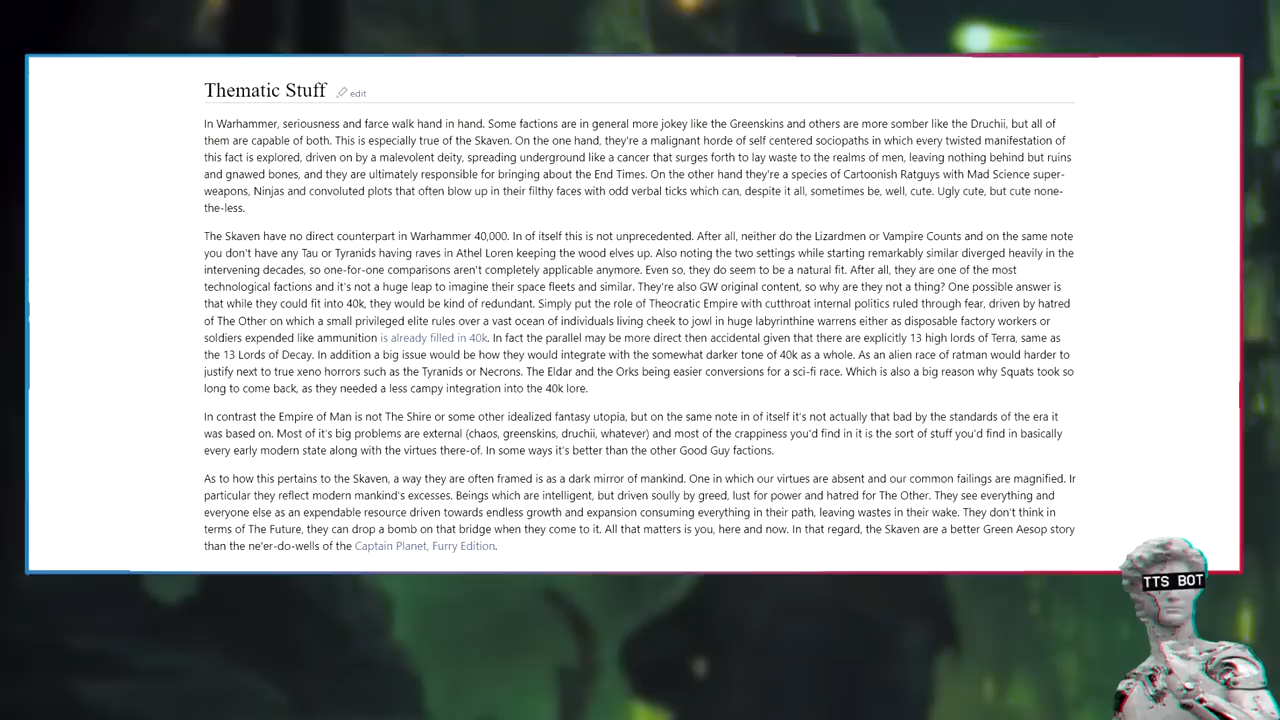 Thematic Stuff edit
In Warhammer, seriousness and farce walk hand in hand. Some factions are in general more jokey like the Greenskins and others are more somber like the Druchii, but all of
them are capable of both. This is especially true of the Skaven. On the one hand, they're a malignant horde of self centered sociopaths in which every twisted manifestation of
this fact is explored, driven on by a malevolent deity, spreading underground like a cancer that surges forth to lay waste to the realms of men, leaving nothing behind but ruins
and gnawed bones, and they are ultimately responsible for bringing about the End Times. On the other hand they're a species of Cartoonish Ratguys with Mad Science super-
weapons, Ninjas and convoluted plots that often blow up in their filthy faces with odd verbal ticks which can, despite it all, sometimes be, well, cute. Ugly cute, but cute none-
the-less.
The Skaven have no direct counterpart in Warhammer 40,000. In of itself this is not unprecedented. After all, neither do the Lizardmen or Vampire Counts and on the same note
you don't have any Tau or Tyranids having raves in Athel Loren keeping the wood elves up. Also noting the two settings while starting remarkably similar diverged heavily in the
intervening decades, so one-for-one comparisons aren't completely applicable anymore. Even so, they do seem to be a natural fit. After all, they are one of the most
technological factions and it's not a huge leap to imagine their space fleets and similar. They're also GW original content, so why are they not a thing? One possible answer is
that while they could fit into 40k, they would be kind of redundant. Simply put the role of Theocratic Empire with cutthroat internal politics ruled through fear, driven by hatred
of The Other on which a small privileged elite rules over a vast ocean of individuals living cheek to jowl in huge labyrinthine warrens either as disposable factory workers or
soldiers expended like ammunition is already filled in 40k. In fact the parallel may be more direct then accidental given that there are explicitly 13 high lords of Terra, same as
the 13 Lords of Decay. In addition a big issue would be how they would integrate with the somewhat darker tone of 40k as a whole. As an alien race of ratman would harder to
justify next to true xeno horrors such as the Tyranids or Necrons. The Eldar and the Orks being easier conversions for a sci-fi race. Which is also a big reason why Squats took so
long to come back, as they needed a less campy integration into the 40k lore.
In contrast the Empire of Man is not The Shire or some other idealized fantasy utopia, but on the same note in of itself it's not actually that bad by the standards of the era it
was based on. Most of it's big problems are external (chaos, greenskins, druchii, whatever) and most of the crappiness you'd find in it is the sort of stuff you'd find in basically
every early modern state along with the virtues there-of. In some ways it's better than the other Good Guy factions.
As to how this pertains to the Skaven, a way they are often framed is as a dark mirror of mankind. One in which our virtues are absent and our common failings are magnified. Ir
particular they reflect modern mankind's excesses. Beings which are intelligent, but driven soully by greed, lust for power and hatred for The Other. They see everything and
everyone else as an expendable resource driven towards endless growth and expansion consuming everything in their path, leaving wastes in their wake. They don't think in
terms of The Future, they can drop a bomb on that bridge when they come to it. All that matters is you, here and now. In that regard, the Skaven are a better Green Aesop story
than the ne'er-do-wells of the Captain Planet, Furry Edition.
TTS BOT